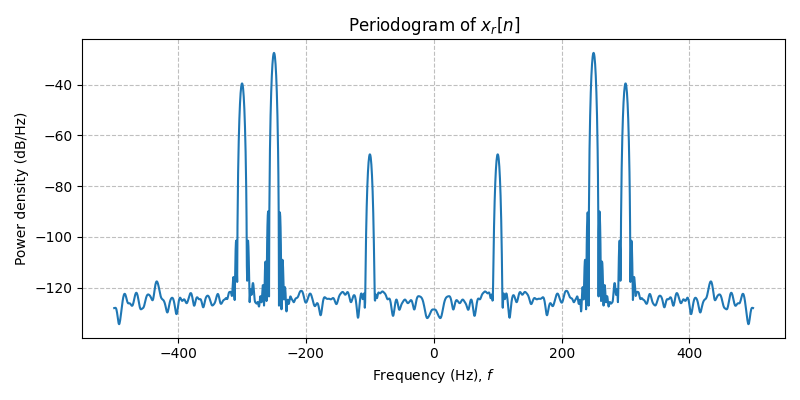 Periodogram of x_r[n]
Power density (dB/Hz)
−40
−60
−80
−100
−120
−400 −200 0 200 400
Frequency (Hz), f